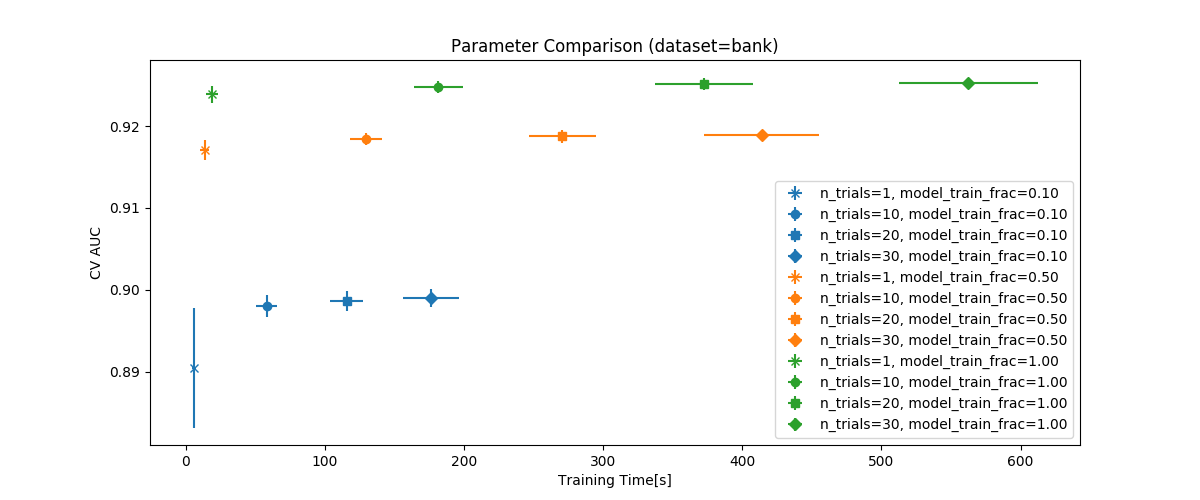 Parameter Comparison (dataset=bank)
CV AUC
0.92
0.91
0.90
0.89
n_trials=1, model_train_frac=0.10
n_trials=10, model_train_frac=0.10
n_trials=20, model_train_frac=0.10
n_trials=30, model_train_frac=0.10
n_trials=1, model_train_frac=0.50
n_trials=10, model_train_frac=0.50
n_trials=20, model_train_frac=0.50
n_trials=30, model_train_frac=0.50
n_trials=1, model_train_frac=1.00
n_trials=10, model_train_frac=1.00
n_trials=20, model_train_frac=1.00
n_trials=30, model_train_frac=1.00
0 100 200 300 400 500 600
Training Time[s]